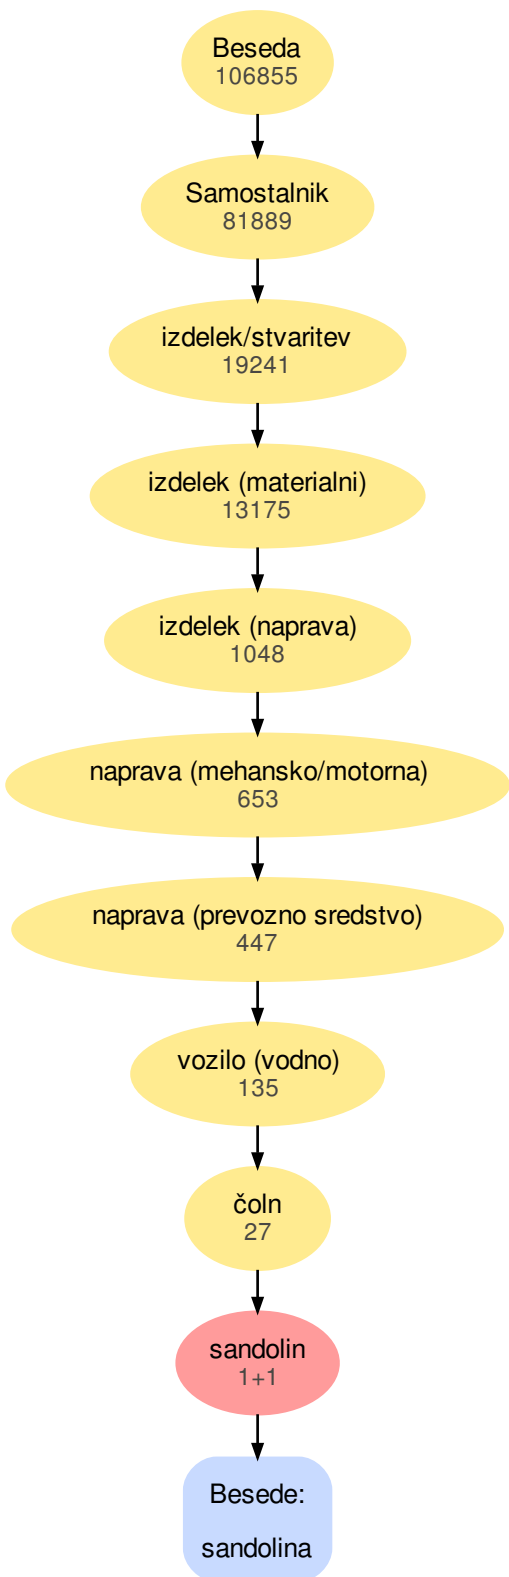 Beseda
106855
Samostalnik
81889
izdelek/stvaritev
19241
izdelek (materialni)
13175
izdelek (naprava)
1048
naprava (mehansko/motorna)
653
naprava (prevozno sredstvo)
447
vozilo (vodno)
135
čoln
27
sandolin
1+1
Besede:
sandolina